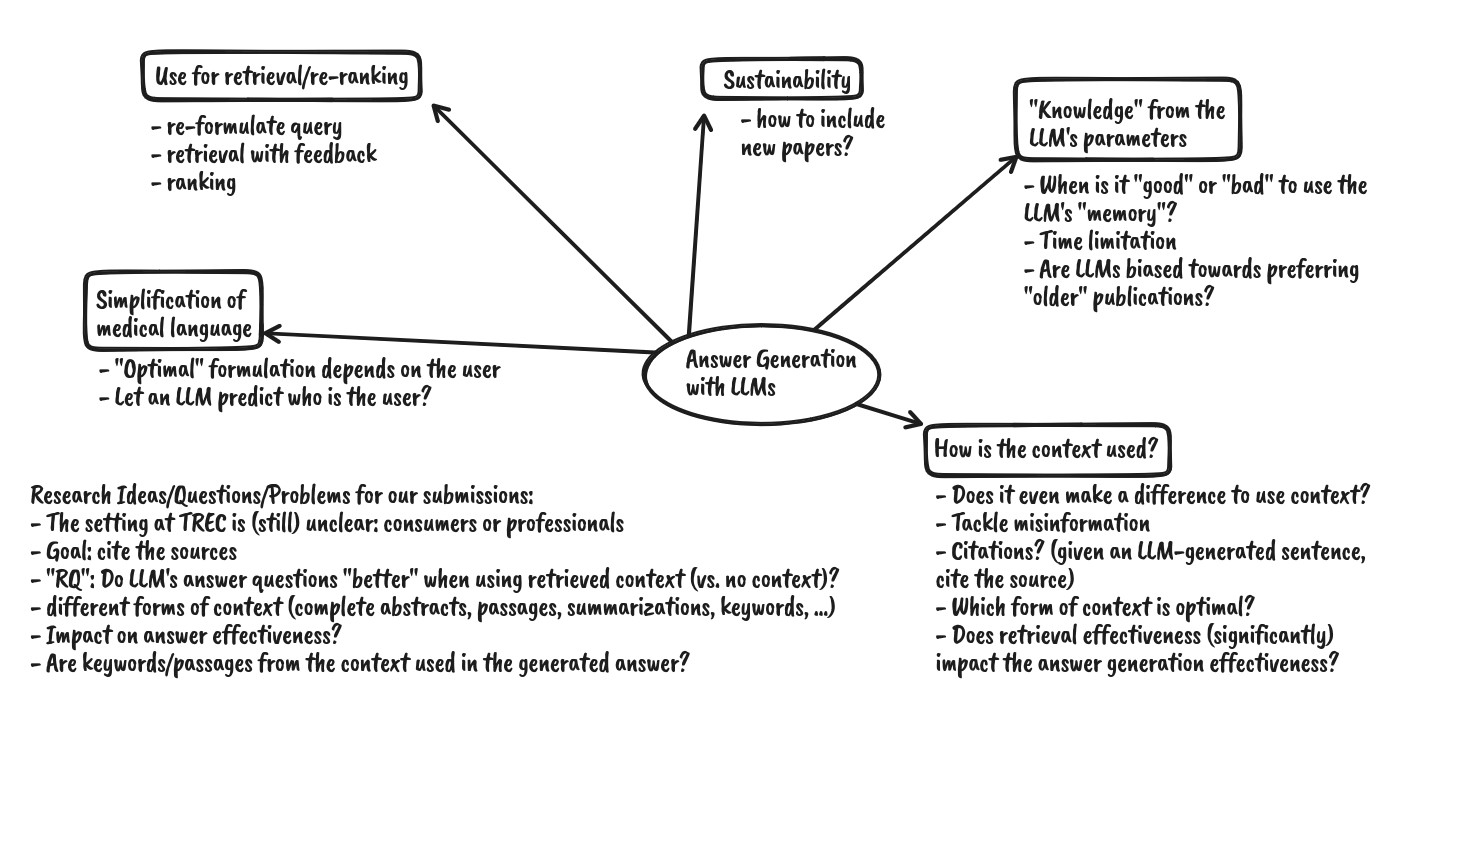 Use for retrieval/re-ranking
- re-formulate query
- retrieval with feedback
- ranking
Sustainability
- how to include
new papers?
"Knowledge" from the
LLM's parameters
- When is it "good" or "bad" to use the
LLM's "memory"?
- Time limitation
- Are LLMs biased towards preferring
"older" publications?
Simplification of
medical language
- "Optimal" formulation depends on the user
- Let an LLM predict who is the user?
Answer Generation
with LLMs
How is the context used?
- Does it even make a difference to use context?
- Tackle misinformation
- Citations? (given an LLM-generated sentence,
cite the source)
- Which form of context is optimal?
- Does retrieval effectiveness (significantly)
impact the answer generation effectiveness?
Research Ideas/Questions/Problems for our submissions:
- The setting at TREC is (still) unclear: consumers or professionals
- Goal: cite the sources
- "RQ": Do LLM's answer questions "better" when using retrieved context (vs. no context)?
- different forms of context (complete abstracts, passages, summarizations, keywords, ...)
- Impact on answer effectiveness?
- Are keywords/passages from the context used in the generated answer?